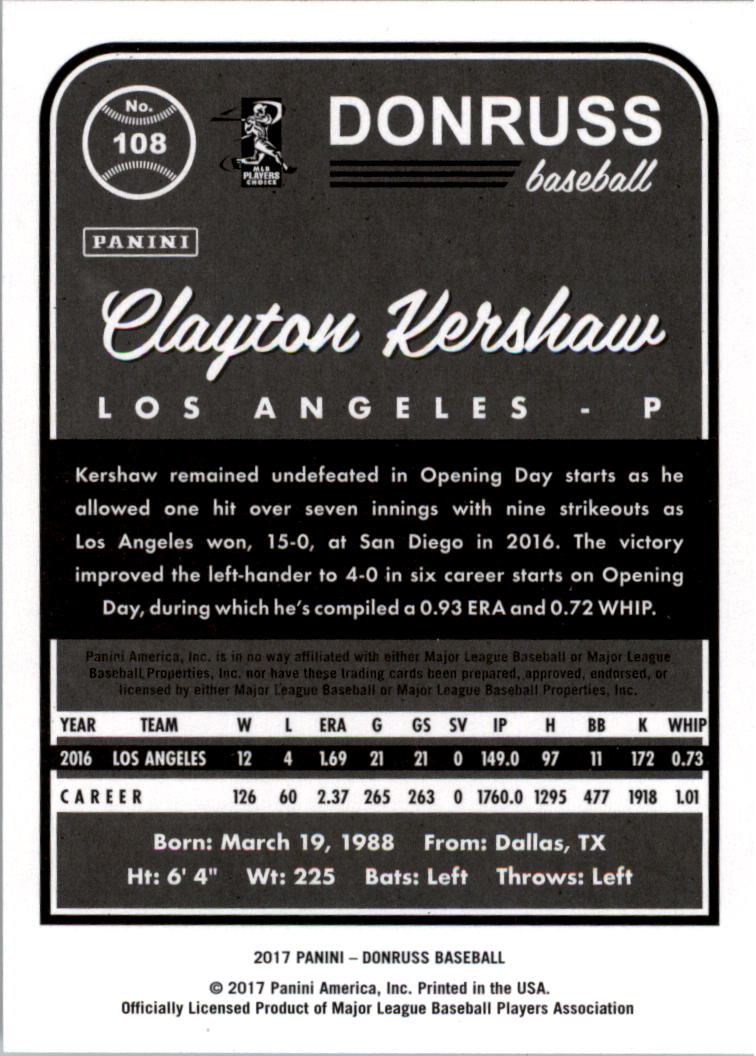 No.
108
MLB
PLAYERS
CHOICE
DONRUSS
baseball
PANINI
Clayton Kershaw
LOS ANGELES - P
Kershaw remained undefeated in Opening Day starts as he
allowed one hit over seven innings with nine strikeouts as
Los Angeles won, 15-0, at San Diego in 2016. The victory
improved the left-hander to 4-0 in six career starts on Opening
Day, during which he's compiled a 0.93 ERA and 0.72 WHIP.
Panini America, Inc. is in no way affiliated with either Major League Baseball or Major League
Baseball Properties, Inc. nor have these trading cards been prepared, approved, endorsed, or
licensed by either Major League Baseball or Major League Baseball Properties, Inc.
YEAR TEAM W L ERA G GS SV IP H BB K WHIP
2016 LOS ANGELES 12 4 1.69 21 21 0 149.0 97 11 172 0.73
CAREER 126 60 2.37 265 263 0 1760.0 1295 477 1918 1.01
Born: March 19, 1988 From: Dallas, TX
Ht: 6' 4" Wt: 225 Bats: Left Throws: Left
2017 PANINI – DONRUSS BASEBALL
© 2017 Panini America, Inc. Printed in the USA.
Officially Licensed Product of Major League Baseball Players Association